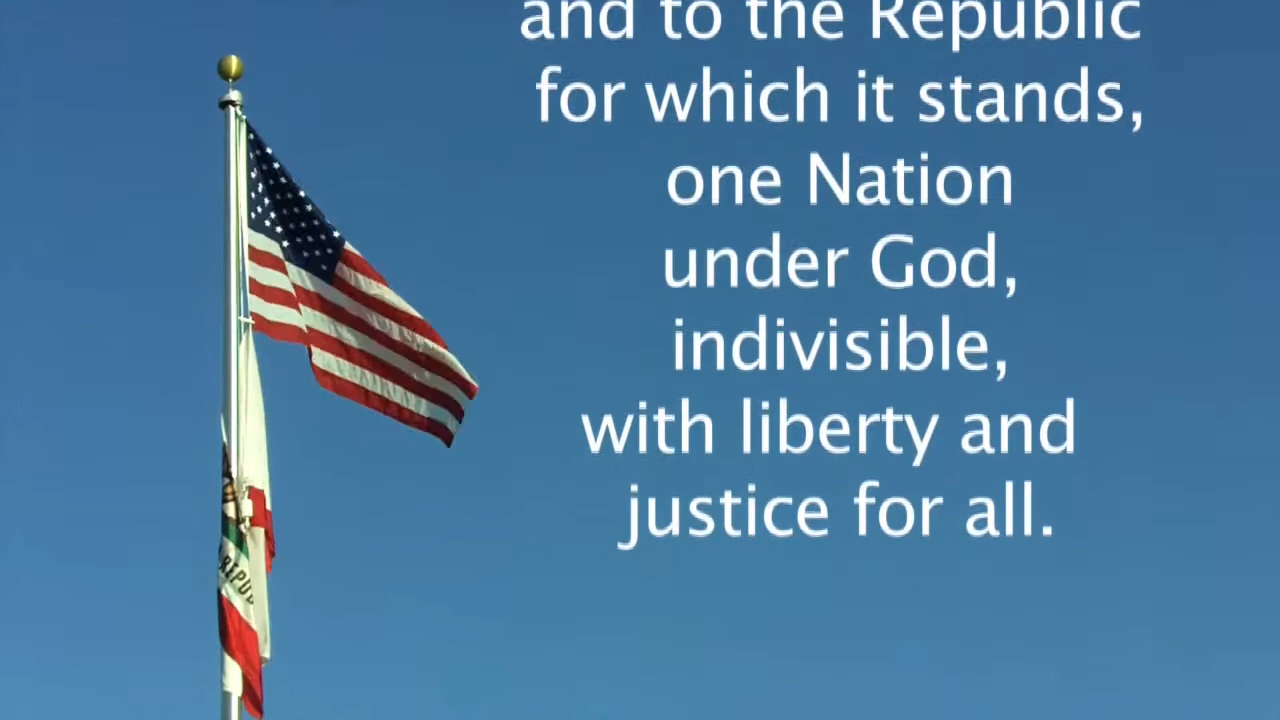 and to the Republic
for which it stands,
one Nation
under God,
indivisible,
with liberty and
justice for all.
REPU